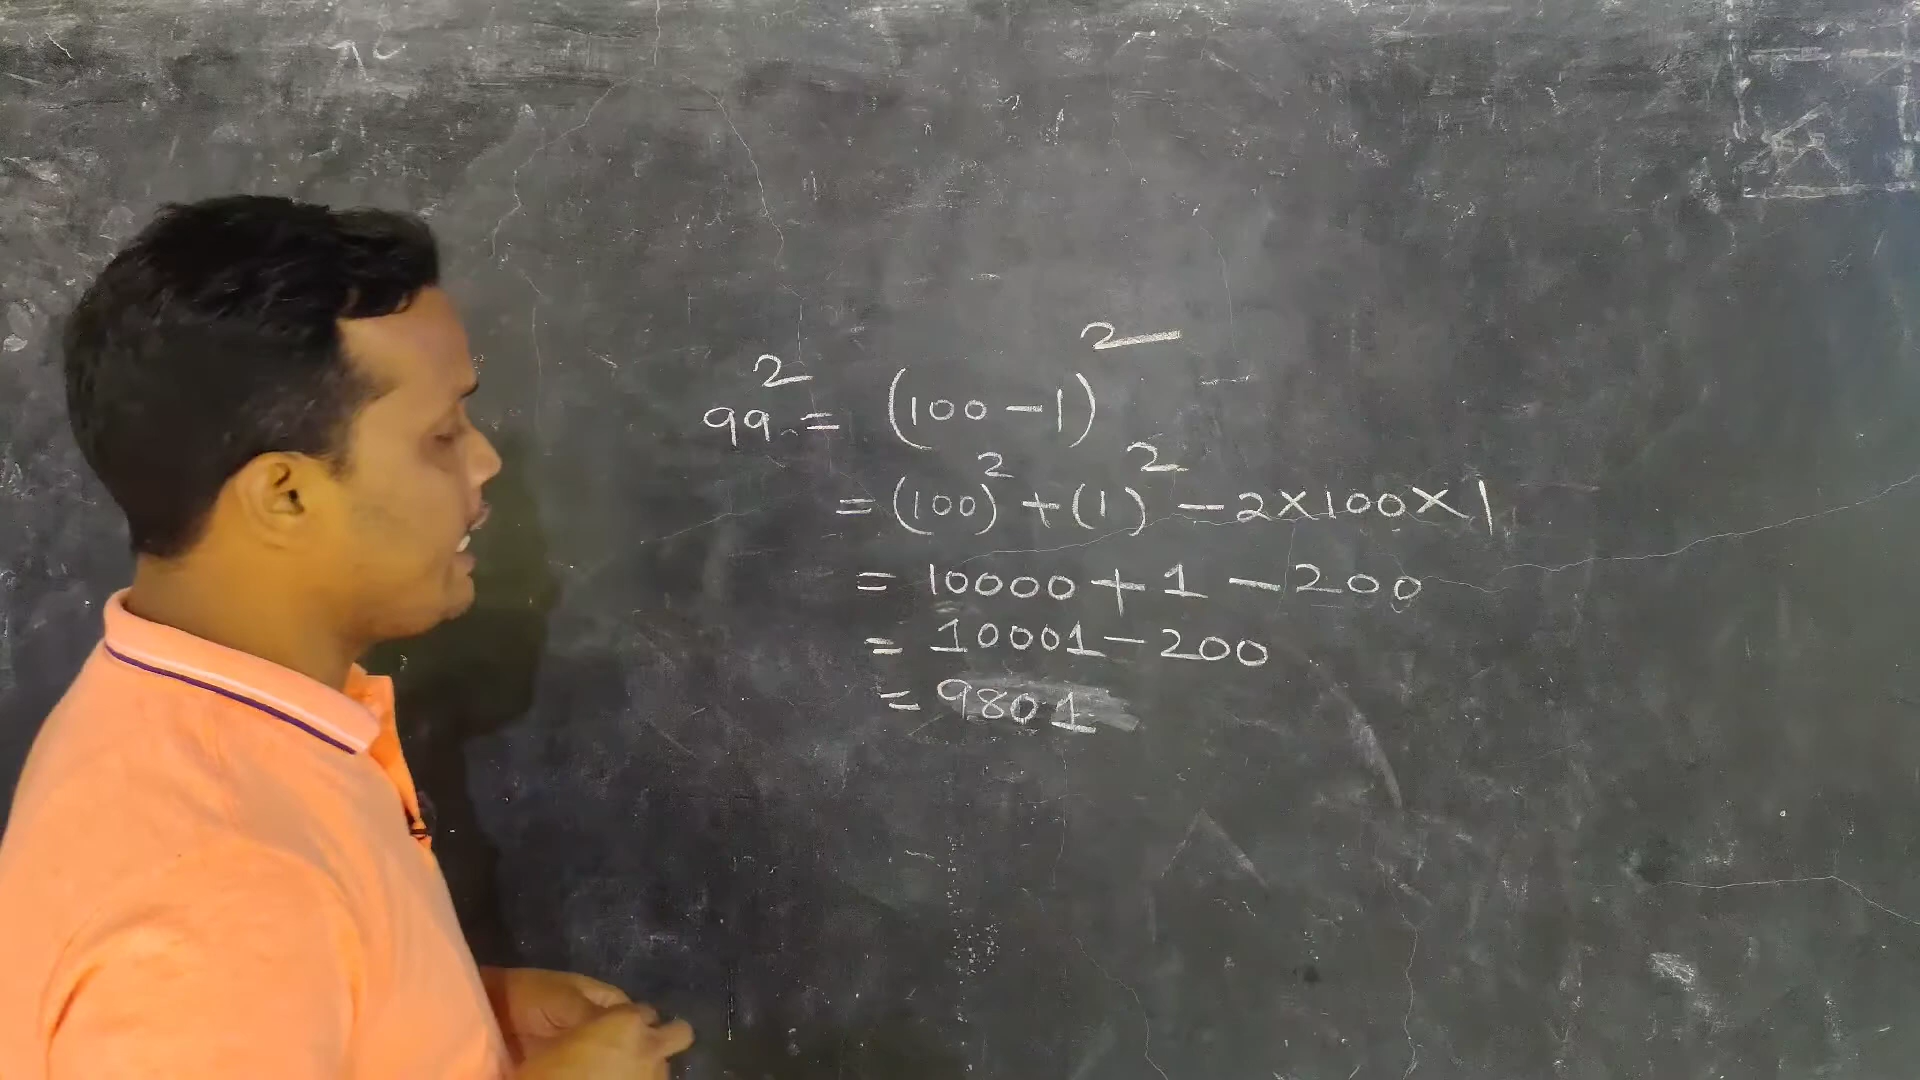 99² = (100 - 1)²
= (100)² + (1)² - 2×100×1
= 10000 + 1 - 200
= 10001 - 200
= 9801